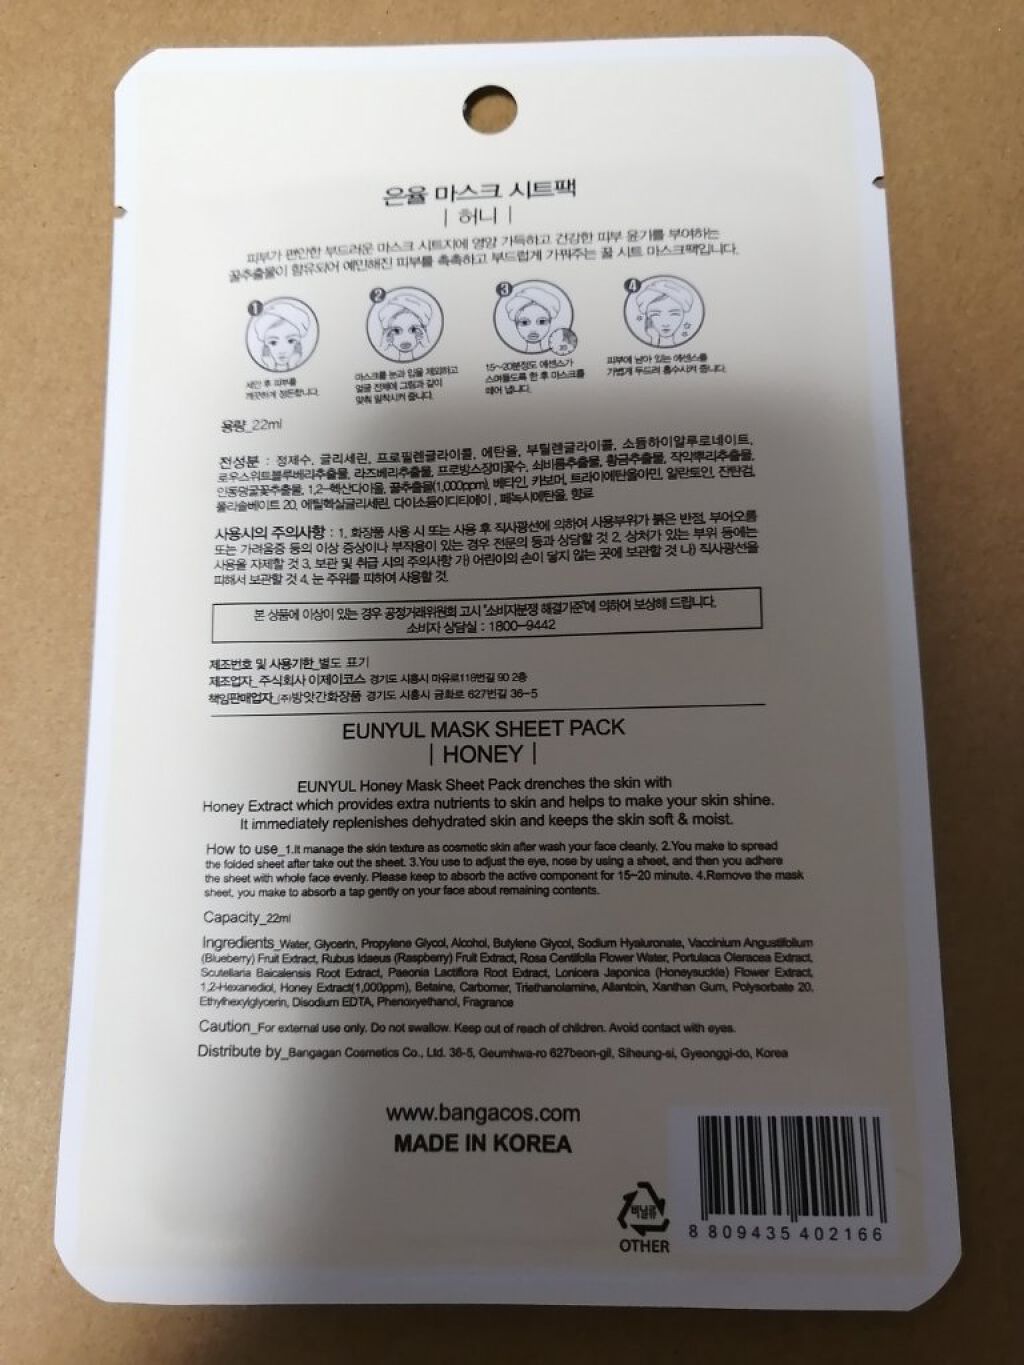 은율 마스크 시트팩
| 허니 |
피부가 편안한 부드러운 마스크 시트지에 영양 가득하고 건강한 피부 윤기를 부여하는
꿀추출물이 함유되어 예민해진 피부를 촉촉하고 부드럽게 가꿔주는 꿀 시트 마스크팩입니다.
1
2
3
4
세안 후 피부를
깨끗하게 정돈합니다.
마스크를 눈과 입을 제외하고
얼굴 전체에 그림과 같이
맞춰 밀착시켜 줍니다.
15~20분정도 에센스가
스며들도록 한 후 마스크를
떼어 냅니다.
피부에 남아 있는 에센스를
가볍게 두드려 흡수시켜 줍니다.
용량_22ml
전성분 : 정제수, 글리세린, 프로필렌글라이콜, 에탄올, 부틸렌글라이콜, 소듐하이알루로네이트,
로우스위트블루베리추출물, 라즈베리추출물, 프로방스장미꽃수, 쇠비름추출물, 황금추출물, 작약뿌리추출물,
인동덩굴꽃추출물, 1,2-헥산다이올, 꿀추출물(1,000ppm), 베타인, 카보머, 트라이에탄올아민, 알란토인, 잔탄검,
폴리솔베이트 20, 에틸헥실글리세린, 다이소듐이디티에이, 페녹시에탄올, 향료
사용시의 주의사항 : 1. 화장품 사용 시 또는 사용 후 직사광선에 의하여 사용부위가 붉은 반점, 부어오름
또는 가려움증 등의 이상 증상이나 부작용이 있는 경우 전문의 등과 상담할 것 2. 상처가 있는 부위 등에는
사용을 자제할 것 3. 보관 및 취급 시의 주의사항 가) 어린이의 손이 닿지 않는 곳에 보관할 것 나) 직사광선을
피해서 보관할 것 4. 눈 주위를 피하여 사용할 것.
본 상품에 이상이 있는 경우 공정거래위원회 고시 "소비자분쟁 해결기준"에 의하여 보상해 드립니다.
소비자 상담실 : 1800-9442
제조번호 및 사용기한_별도 표기
제조업자_ 주식회사 이제이코스 경기도 시흥시 마유로118번길 90 2층
책임판매업자_(주)방앗간화장품 경기도 시흥시 금화로 627번길 36-5
EUNYUL MASK SHEET PACK
| HONEY |
EUNYUL Honey Mask Sheet Pack drenches the skin with
Honey Extract which provides extra nutrients to skin and helps to make your skin shine.
It immediately replenishes dehydrated skin and keeps the skin soft & moist.
How to use_1.It manage the skin texture as cosmetic skin after wash your face cleanly. 2.You make to spread
the folded sheet after take out the sheet. 3.You use to adjust the eye, nose by using a sheet, and then you adhere
the sheet with whole face evenly. Please keep to absorb the active component for 15~20 minute. 4.Remove the mask
sheet, you make to absorb a tap gently on your face about remaining contents.
Capacity_22ml
Ingredients_Water, Glycerin, Propylene Glycol, Alcohol, Butylene Glycol, Sodium Hyaluronate, Vaccinium Angustifolium
(Blueberry) Fruit Extract, Rubus Idaeus (Raspberry) Fruit Extract, Rosa Centifolia Flower Water, Portulaca Oleracea Extract,
Scutellaria Baicalensis Root Extract, Paeonia Lactiflora Root Extract, Lonicera Japonica (Honeysuckle) Flower Extract,
1,2-Hexanediol, Honey Extract(1,000ppm), Betaine, Carbomer, Triethanolamine, Allantoin, Xanthan Gum, Polysorbate 20,
Ethylhexylglycerin, Disodium EDTA, Phenoxyethanol, Fragrance
Caution_For external use only. Do not swallow. Keep out of reach of children. Avoid contact with eyes.
Distribute by_Bangagan Cosmetics Co., Ltd. 36-5, Geumhwa-ro 627beon-gil, Siheung-si, Gyeonggi-do, Korea
www.bangacos.com
MADE IN KOREA
비닐류
OTHER
8 809435 402166